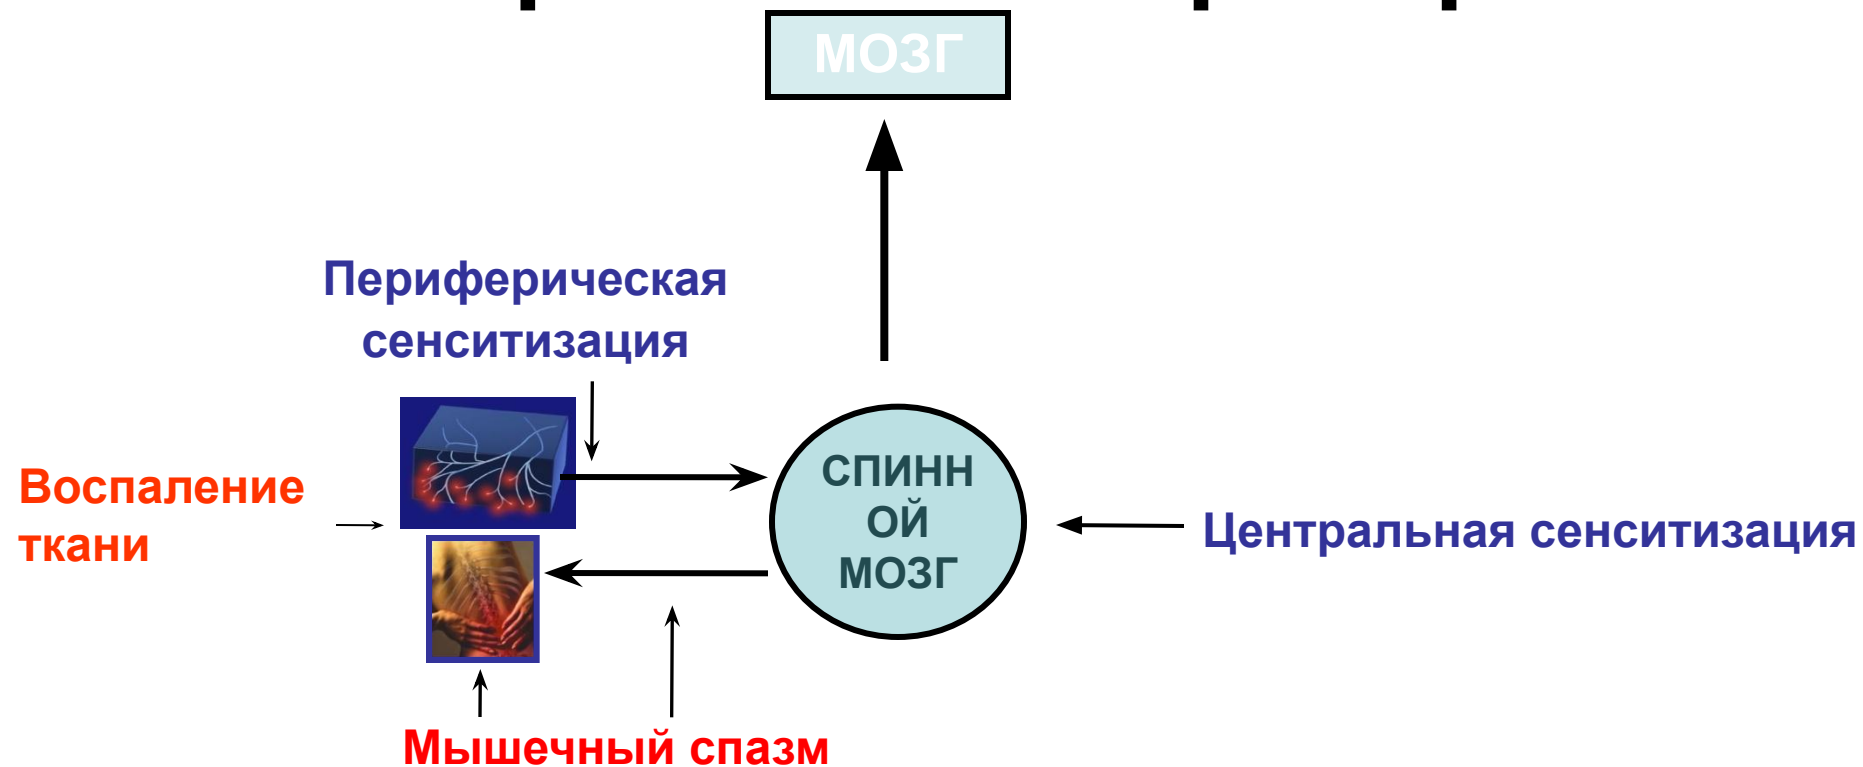 МОЗГ
Периферическая
сенситизация
Воспаление
ткани
СПИНН
ОЙ
МОЗГ
Центральная сенситизация
Мышечный спазм